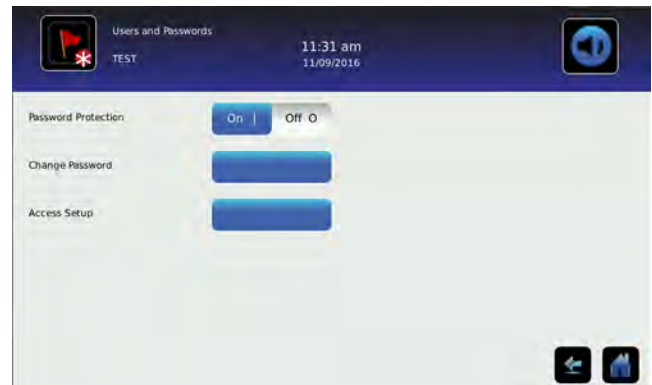 Users and Passwords
TEST
11:31 am
11/09/2016
Password Protection
On | Off O
Change Password
Access Setup